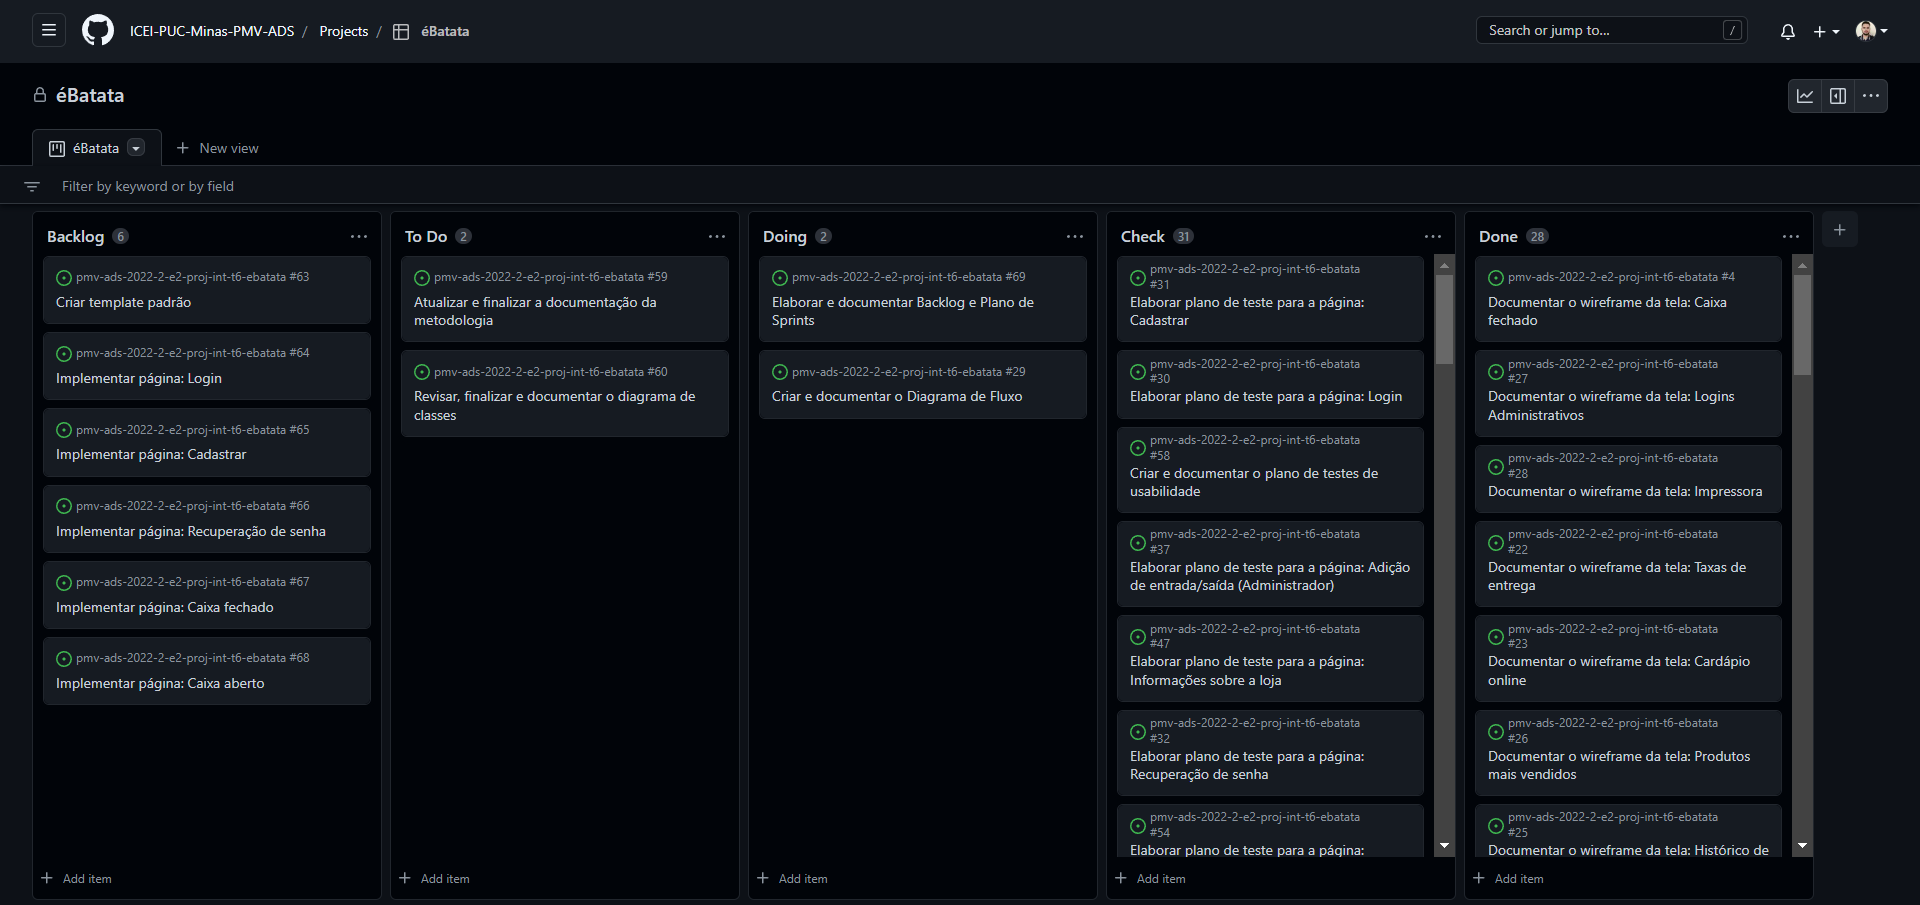 ICEI-PUC-Minas-PMV-ADS / Projects / éBatata
Search or jump to... /
éBatata
éBatata
New view
Filter by keyword or by field
Backlog 6
pmv-ads-2022-2-e2-proj-int-t6-ebatata #63
Criar template padrão
pmv-ads-2022-2-e2-proj-int-t6-ebatata #64
Implementar página: Login
pmv-ads-2022-2-e2-proj-int-t6-ebatata #65
Implementar página: Cadastrar
pmv-ads-2022-2-e2-proj-int-t6-ebatata #66
Implementar página: Recuperação de senha
pmv-ads-2022-2-e2-proj-int-t6-ebatata #67
Implementar página: Caixa fechado
pmv-ads-2022-2-e2-proj-int-t6-ebatata #68
Implementar página: Caixa aberto
Add item
To Do 2
pmv-ads-2022-2-e2-proj-int-t6-ebatata #59
Atualizar e finalizar a documentação da
metodologia
pmv-ads-2022-2-e2-proj-int-t6-ebatata #60
Revisar, finalizar e documentar o diagrama de
classes
Add item
Doing 2
pmv-ads-2022-2-e2-proj-int-t6-ebatata #69
Elaborar e documentar Backlog e Plano de
Sprints
pmv-ads-2022-2-e2-proj-int-t6-ebatata #29
Criar e documentar o Diagrama de Fluxo
Add item
Check 31
pmv-ads-2022-2-e2-proj-int-t6-ebatata
#31
Elaborar plano de teste para a página:
Cadastrar
pmv-ads-2022-2-e2-proj-int-t6-ebatata
#30
Elaborar plano de teste para a página: Login
pmv-ads-2022-2-e2-proj-int-t6-ebatata
#58
Criar e documentar o plano de testes de
usabilidade
pmv-ads-2022-2-e2-proj-int-t6-ebatata
#37
Elaborar plano de teste para a página: Adição
de entrada/saída (Administrador)
pmv-ads-2022-2-e2-proj-int-t6-ebatata
#47
Elaborar plano de teste para a página:
Informações sobre a loja
pmv-ads-2022-2-e2-proj-int-t6-ebatata
#32
Elaborar plano de teste para a página:
Recuperação de senha
pmv-ads-2022-2-e2-proj-int-t6-ebatata
#54
Elaborar plano de teste para a página:
Add item
Done 28
pmv-ads-2022-2-e2-proj-int-t6-ebatata #4
Documentar o wireframe da tela: Caixa
fechado
pmv-ads-2022-2-e2-proj-int-t6-ebatata
#27
Documentar o wireframe da tela: Logins
Administrativos
pmv-ads-2022-2-e2-proj-int-t6-ebatata
#28
Documentar o wireframe da tela: Impressora
pmv-ads-2022-2-e2-proj-int-t6-ebatata
#22
Documentar o wireframe da tela: Taxas de
entrega
pmv-ads-2022-2-e2-proj-int-t6-ebatata
#23
Documentar o wireframe da tela: Cardápio
online
pmv-ads-2022-2-e2-proj-int-t6-ebatata
#26
Documentar o wireframe da tela: Produtos
mais vendidos
pmv-ads-2022-2-e2-proj-int-t6-ebatata
#25
Documentar o wireframe da tela: Histórico de
Add item